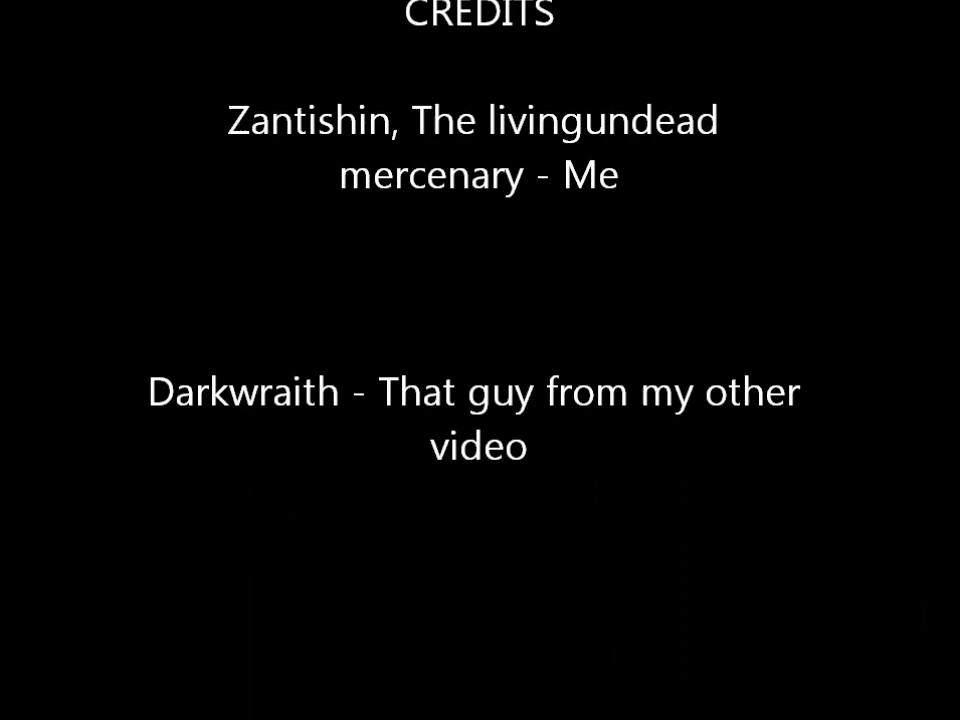 CREDITS
Zantishin, The livingundead
mercenary - Me
Darkwraith - That guy from my other
video